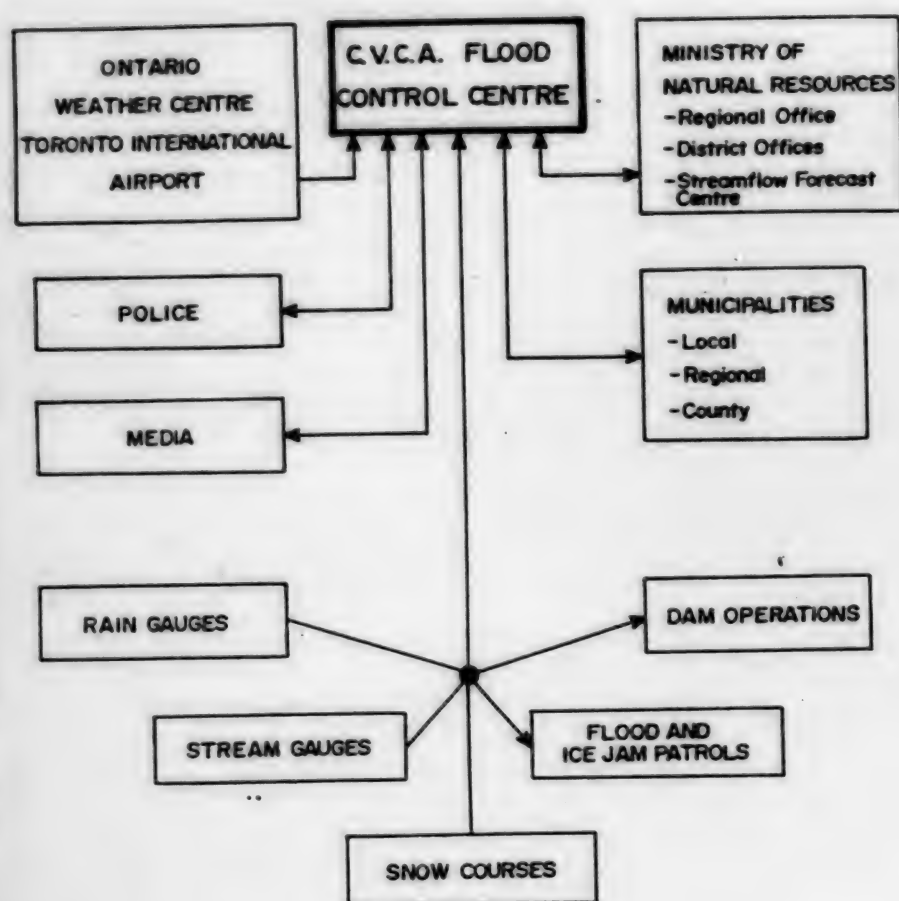 ONTARIO
WEATHER CENTRE
TORONTO INTERNATIONAL
AIRPORT
C.V.C.A. FLOOD
CONTROL CENTRE
MINISTRY OF
NATURAL RESOURCES
-Regional Office
-District Offices
-Streamflow Forecast
Centre
POLICE
MUNICIPALITIES
-Local
-Regional
-County
MEDIA
RAIN GAUGES
DAM OPERATIONS
STREAM GAUGES
FLOOD AND
ICE JAM PATROLS
SNOW COURSES